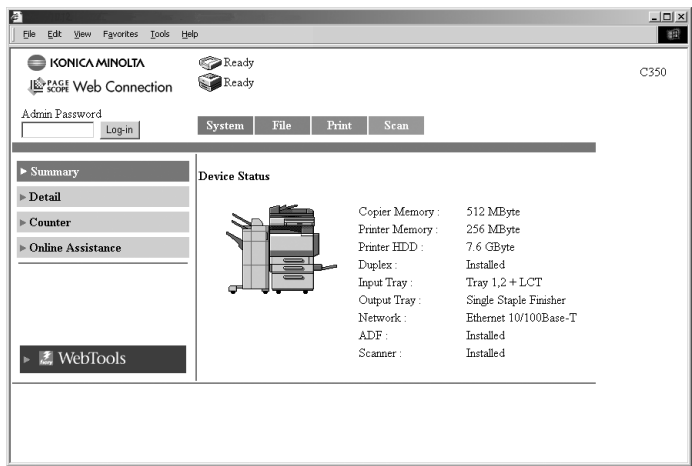 File Edit View Favorites Tools Help
KONICA MINOLTA
Ready
PAGE SCOPE Web Connection
Ready
C350
Admin Password
Log-in
System File Print Scan
Summary
Detail
Counter
Online Assistance
WebTools
Device Status
Copier Memory : 512 MByte
Printer Memory : 256 MByte
Printer HDD : 7.6 GByte
Duplex : Installed
Input Tray : Tray 1,2 + LCT
Output Tray : Single Staple Finisher
Network : Ethernet 10/100Base-T
ADF : Installed
Scanner : Installed